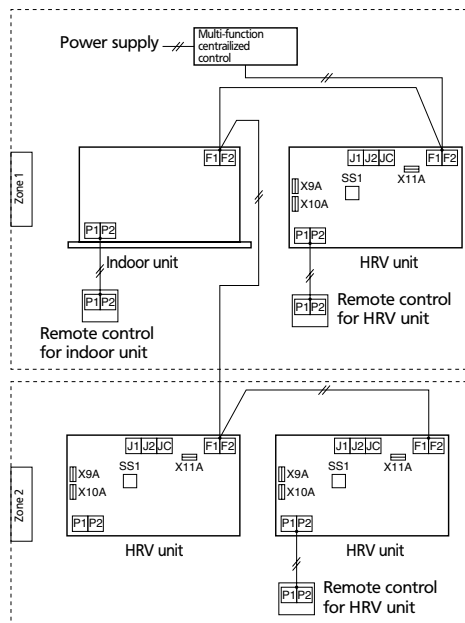 Power supply
Multi-function
centralilized
control
Zone 1
F1 F2
P1 P2
Indoor unit
P1 P2
Remote control
for indoor unit
J1 J2 JC
F1 F2
X9A
X10A
SS1
X11A
P1 P2
HRV unit
P1 P2
Remote control
for HRV unit
Zone 2
J1 J2 JC
F1 F2
X9A
X10A
SS1
X11A
P1 P2
HRV unit
J1 J2 JC
F1 F2
X9A
X10A
SS1
X11A
P1 P2
HRV unit
P1 P2
Remote control
for HRV unit